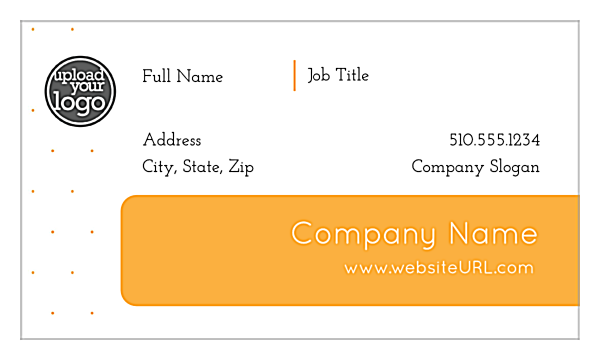 upload
your
logo
Full Name
Job Title
Address
City, State, Zip
510.555.1234
Company Slogan
Company Name
www.websiteURL.com